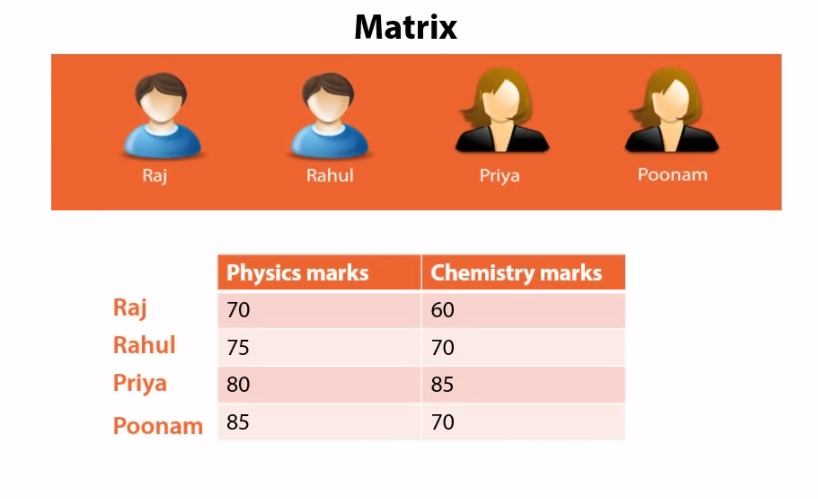 Matrix
Raj Rahul Priya Poonam
Physics marks Chemistry marks
Raj 70 60
Rahul 75 70
Priya 80 85
Poonam 85 70